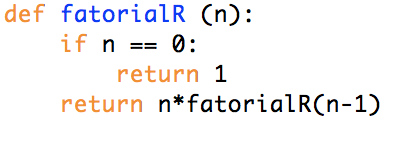 def fatorialR (n):
    if n == 0:
        return 1
    return n*fatorialR(n-1)